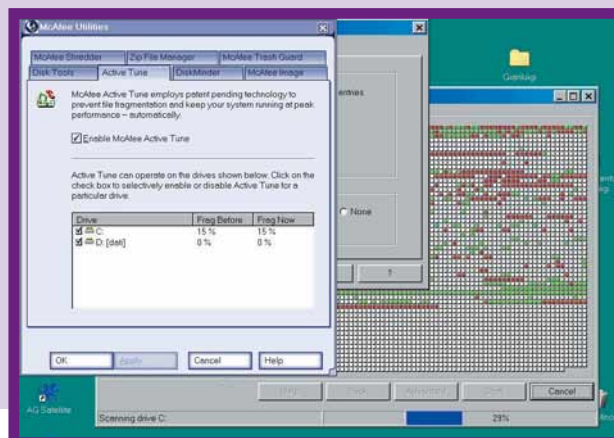 McAfee Utilities
McAfee Shredder
Zip File Manager
McAfee Trash Guard
Disk Tools
Active Tune
DiskMinder
McAfee Image
McAfee Active Tune employs patent pending technology to
prevent file fragmentation and keep your system running at peak
performance – automatically.
Enable McAfee Active Tune
Active Tune can operate on the drives shown below. Click on the
check box to selectively enable or disable Active Tune for a
particular drive.
Drive
Frag Before
Frag Now
C:
15 %
15 %
D: [dati]
0 %
0 %
OK
Apply
Cancel
Help
entries
None
?
Gianluigi
Cancel
AG Satellite
Scanning drive C:
29%